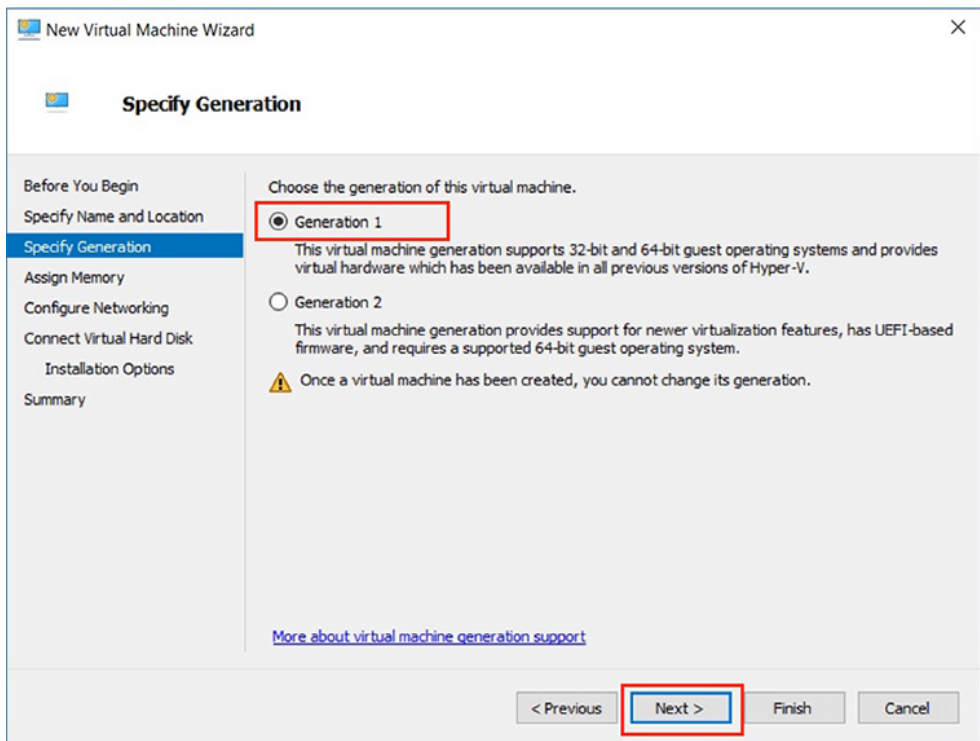 New Virtual Machine Wizard
Specify Generation
Before You Begin
Specify Name and Location
Specify Generation
Assign Memory
Configure Networking
Connect Virtual Hard Disk
Installation Options
Summary
Choose the generation of this virtual machine.
Generation 1
This virtual machine generation supports 32-bit and 64-bit guest operating systems and provides
virtual hardware which has been available in all previous versions of Hyper-V.
Generation 2
This virtual machine generation provides support for newer virtualization features, has UEFI-based
firmware, and requires a supported 64-bit guest operating system.
Once a virtual machine has been created, you cannot change its generation.
More about virtual machine generation support
< Previous
Next >
Finish
Cancel